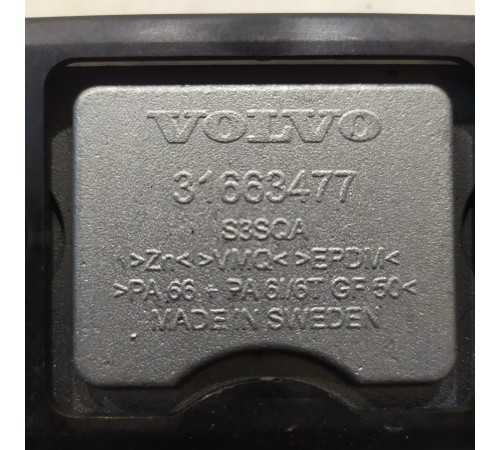 VOLVO
31663477
S3SQA
>Zn< >VMQ< >EPDM<
>PA 66 + PA 6I/6T GF 50<
MADE IN SWEDEN